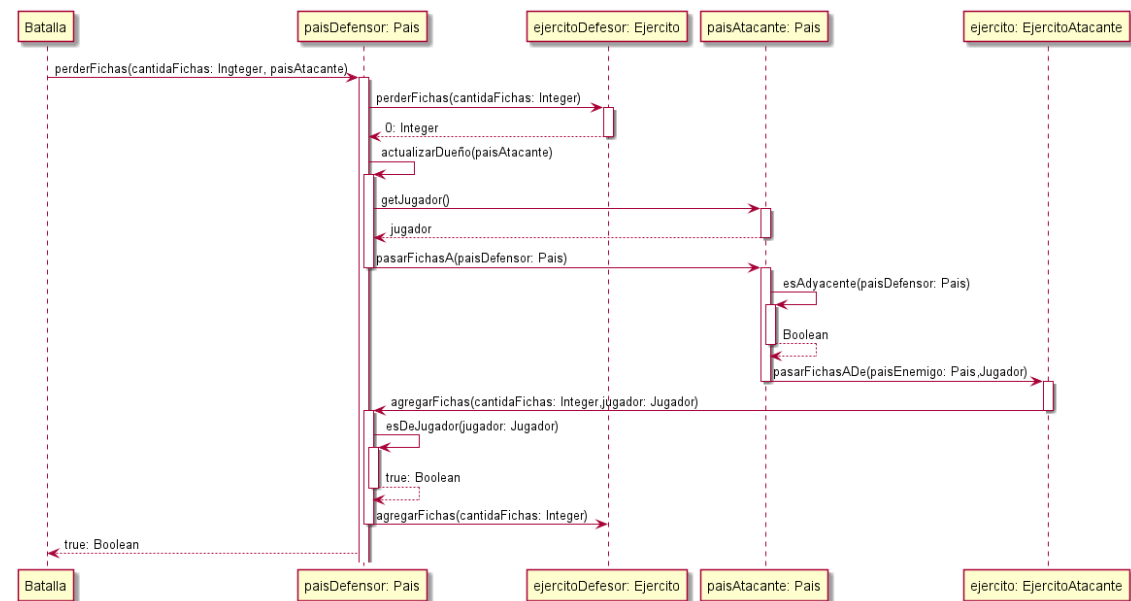 Batalla
paisDefensor: Pais
ejercitoDefesor: Ejercito
paisAtacante: Pais
ejercito: EjercitoAtacante
perderFichas(cantidaFichas: Ingteger, paisAtacante)
perderFichas(cantidaFichas: Integer)
0: Integer
actualizarDueño(paisAtacante)
getJugador()
jugador
pasarFichasA(paisDefensor: Pais)
esAdyacente(paisDefensor: Pais)
Boolean
pasarFichasADe(paisEnemigo: Pais,Jugador)
agregarFichas(cantidaFichas: Integer,jugador: Jugador)
esDeJugador(jugador: Jugador)
true: Boolean
agregarFichas(cantidaFichas: Integer)
true: Boolean
Batalla
paisDefensor: Pais
ejercitoDefesor: Ejercito
paisAtacante: Pais
ejercito: EjercitoAtacante